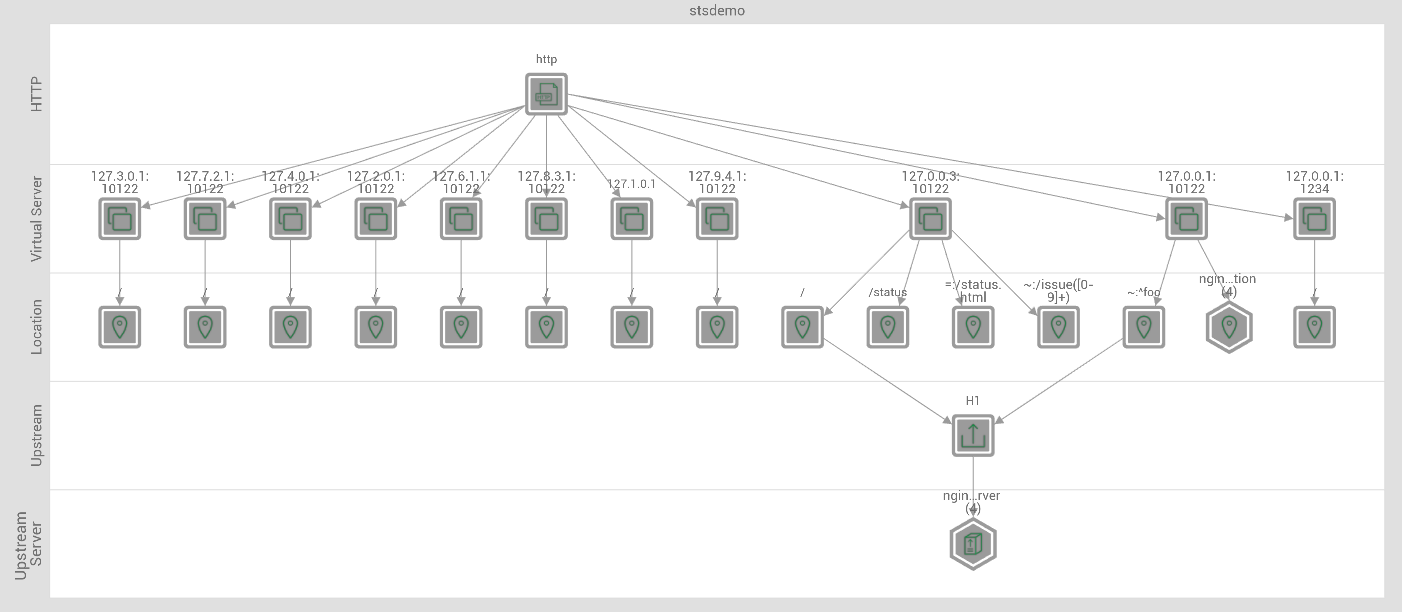 stsdemo
HTTP
http
Virtual Server
127.3.0.1:
10122
127.7.2.1:
10122
127.4.0.1:
10122
127.2.0.1:
10122
127.6.1.1:
10122
127.8.3.1:
10122
127.1.0.1
127.9.4.1:
10122
127.0.0.3:
10122
127.0.0.1:
10122
127.0.0.1:
1234
Location
/
/
/
/
/
/
/
/
/
/status
=:/status.
html
~:/issue([0-
9]+)
~:^foo
ngin...tion
(4)
/
Upstream
H1
Upstream
Server
ngin...rver
(4)